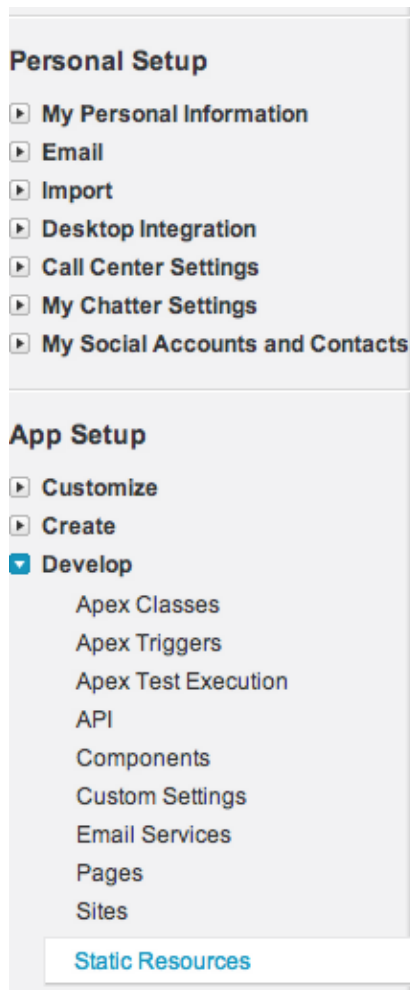 Personal Setup
My Personal Information
Email
Import
Desktop Integration
Call Center Settings
My Chatter Settings
My Social Accounts and Contacts
App Setup
Customize
Create
Develop
Apex Classes
Apex Triggers
Apex Test Execution
API
Components
Custom Settings
Email Services
Pages
Sites
Static Resources